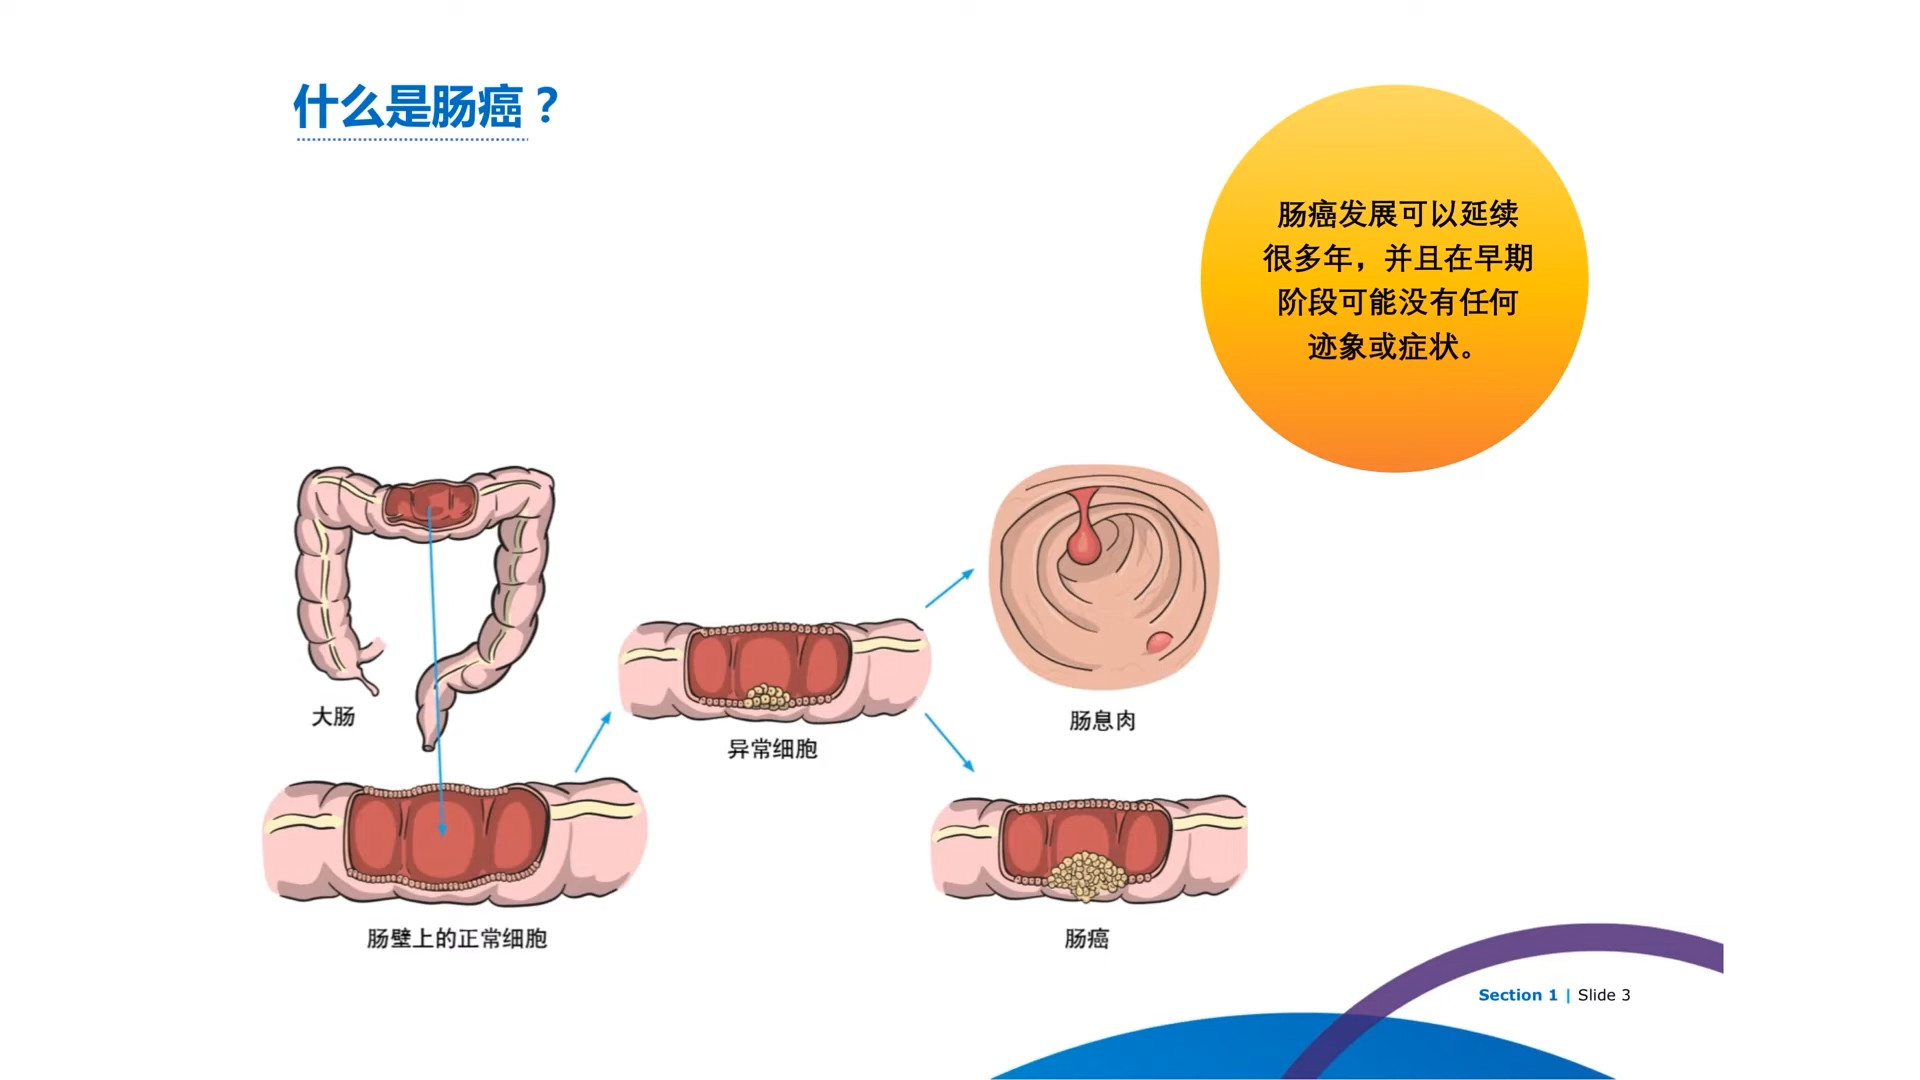 什么是肠癌？
肠癌发展可以延续
很多年，并且在早期
阶段可能没有任何
迹象或症状。
大肠
肠息肉
异常细胞
肠壁上的正常细胞
肠癌
Section 1 | Slide 3